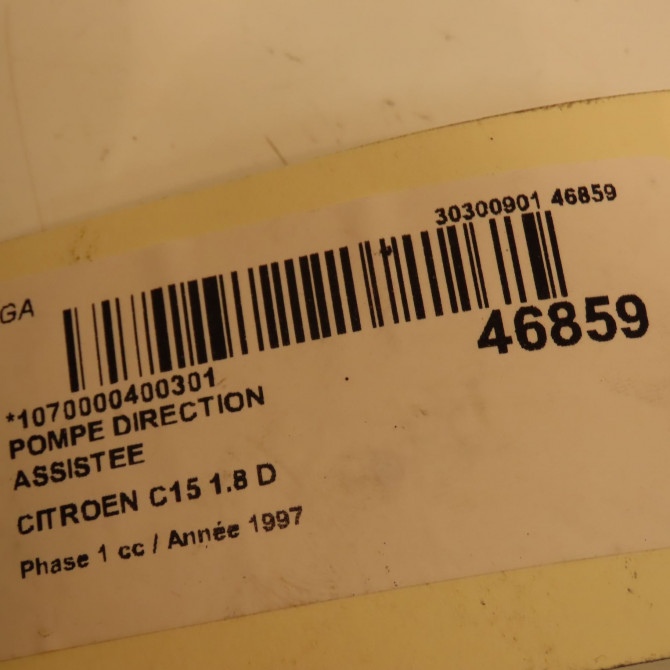 30300901 46859
GA
46859
*1070000400301
POMPE DIRECTION
ASSISTEE
CITROEN C15 1.8 D
Phase 1 cc / Année 1997